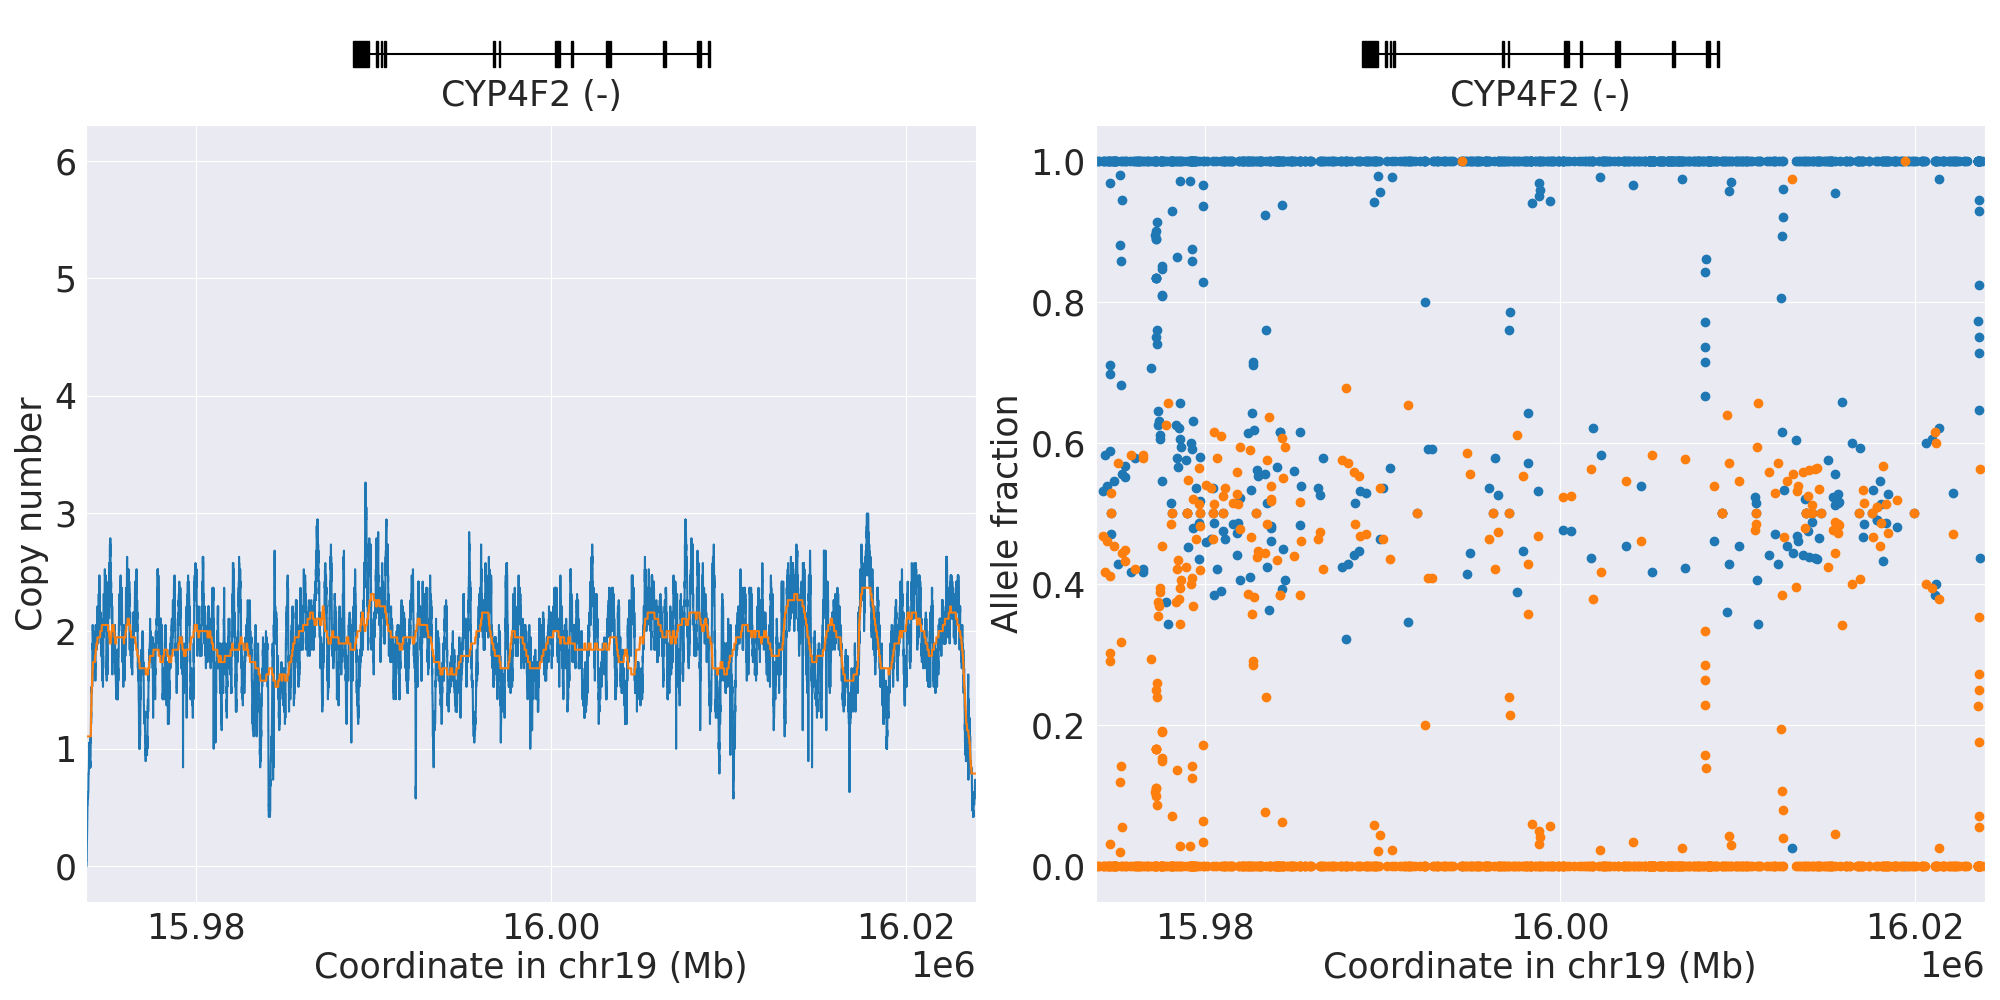 CYP4F2 (-)
6
5
4
3
2
1
0
Copy number
15.98
16.00
16.02
Coordinate in chr19 (Mb)
1e6
CYP4F2 (-)
1.0
0.8
0.6
0.4
0.2
0.0
Allele fraction
15.98
16.00
16.02
Coordinate in chr19 (Mb)
1e6